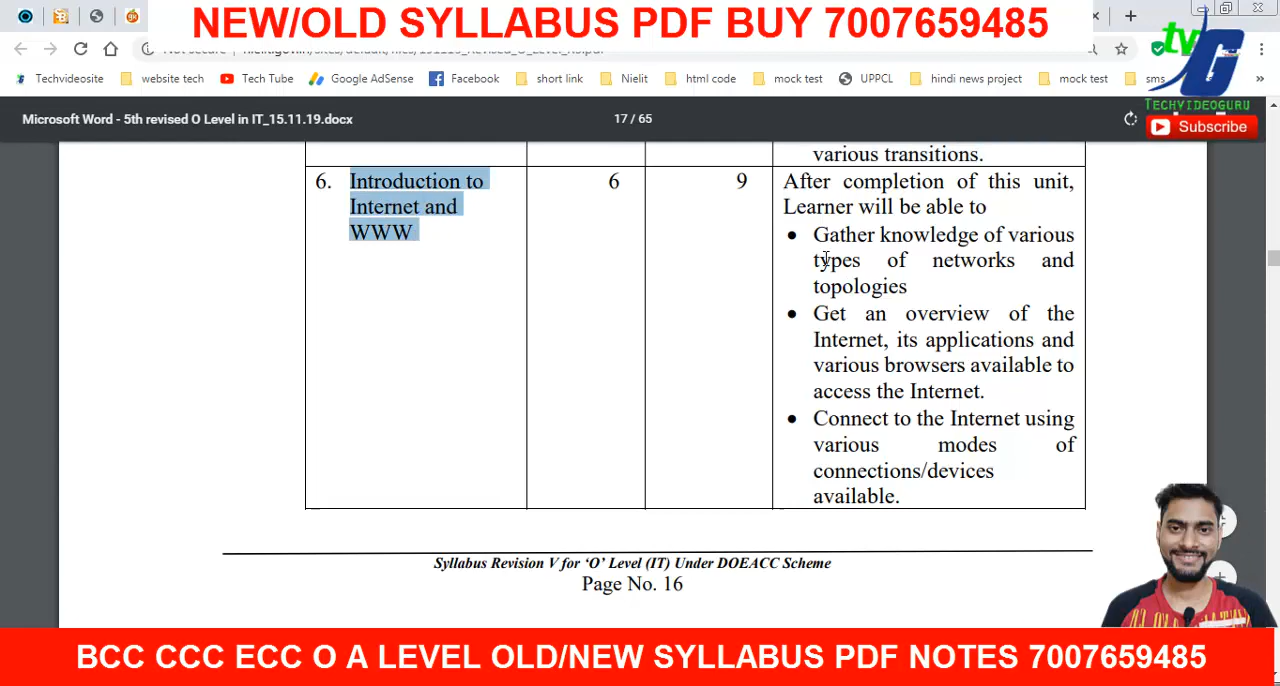 NEW/OLD SYLLABUS PDF BUY 7007659485
Techvideosite
website tech
Tech Tube
Google AdSense
Facebook
short link
Nielit
html code
mock test
UPPCL
hindi news project
mock test
sms
»
tv
G
TECHVIDEOGURU
Subscribe
Microsoft Word - 5th revised O Level in IT_15.11.19.docx
17 / 65
various transitions.
6. Introduction to
Internet and
WWW
6
9
After completion of this unit,
Learner will be able to
• Gather knowledge of various
types of networks and
topologies
• Get an overview of the
Internet, its applications and
various browsers available to
access the Internet.
• Connect to the Internet using
various modes of
connections/devices
available.
Syllabus Revision V for ‘O’ Level (IT) Under DOEACC Scheme
Page No. 16
BCC CCC ECC O A LEVEL OLD/NEW SYLLABUS PDF NOTES 7007659485